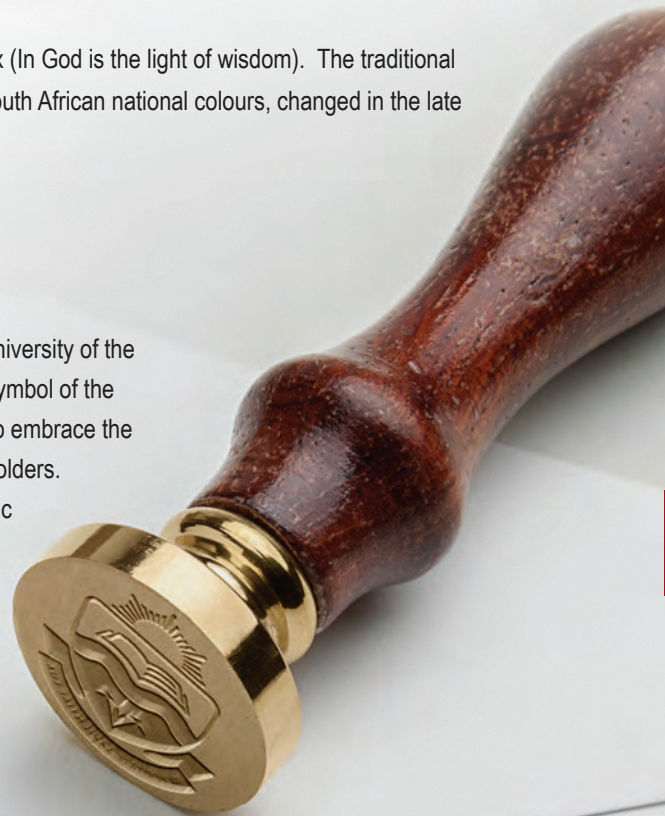 x (In God is the light of wisdom). The traditional
outh African national colours, changed in the late
niversity of the
ymbol of the
o embrace the
olders.
c